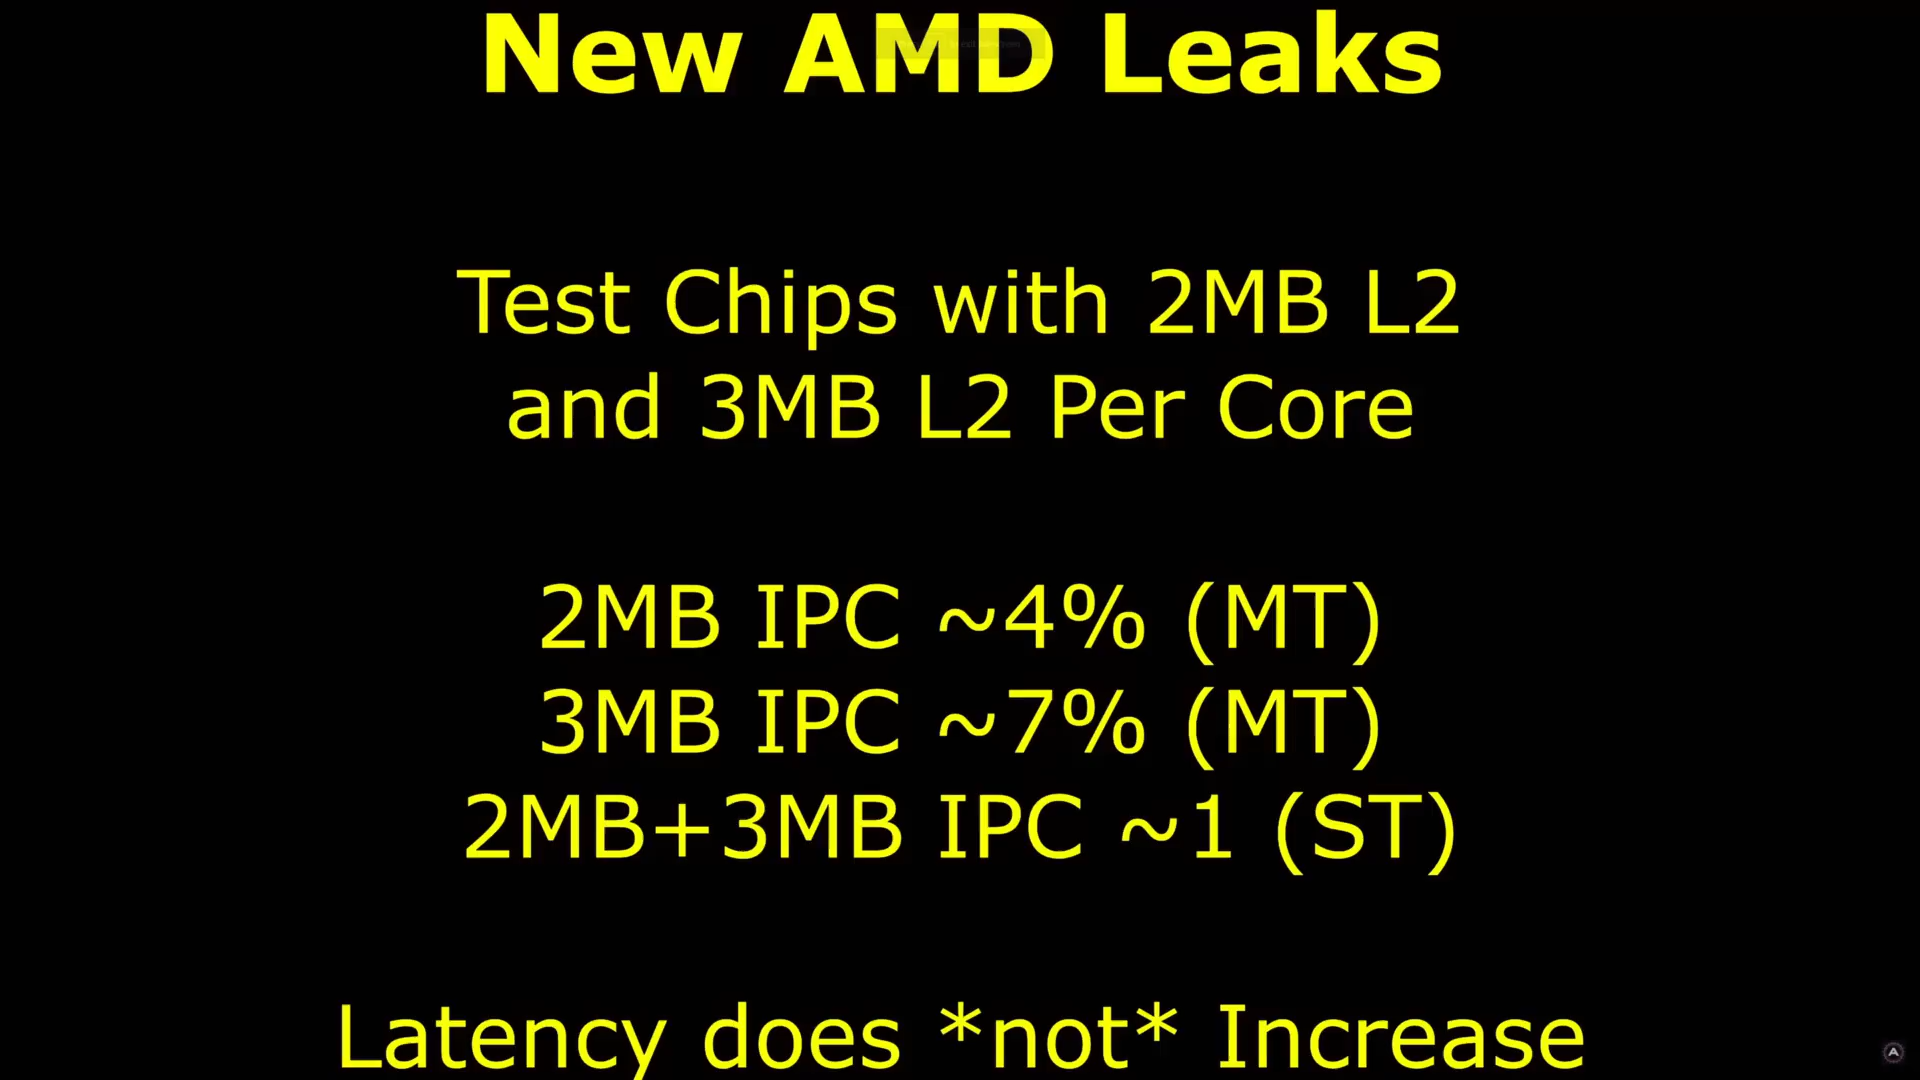 New AMD Leaks
Test Chips with 2MB L2
and 3MB L2 Per Core
2MB IPC ~4% (MT)
3MB IPC ~7% (MT)
2MB+3MB IPC ~1 (ST)
Latency does *not* Increase